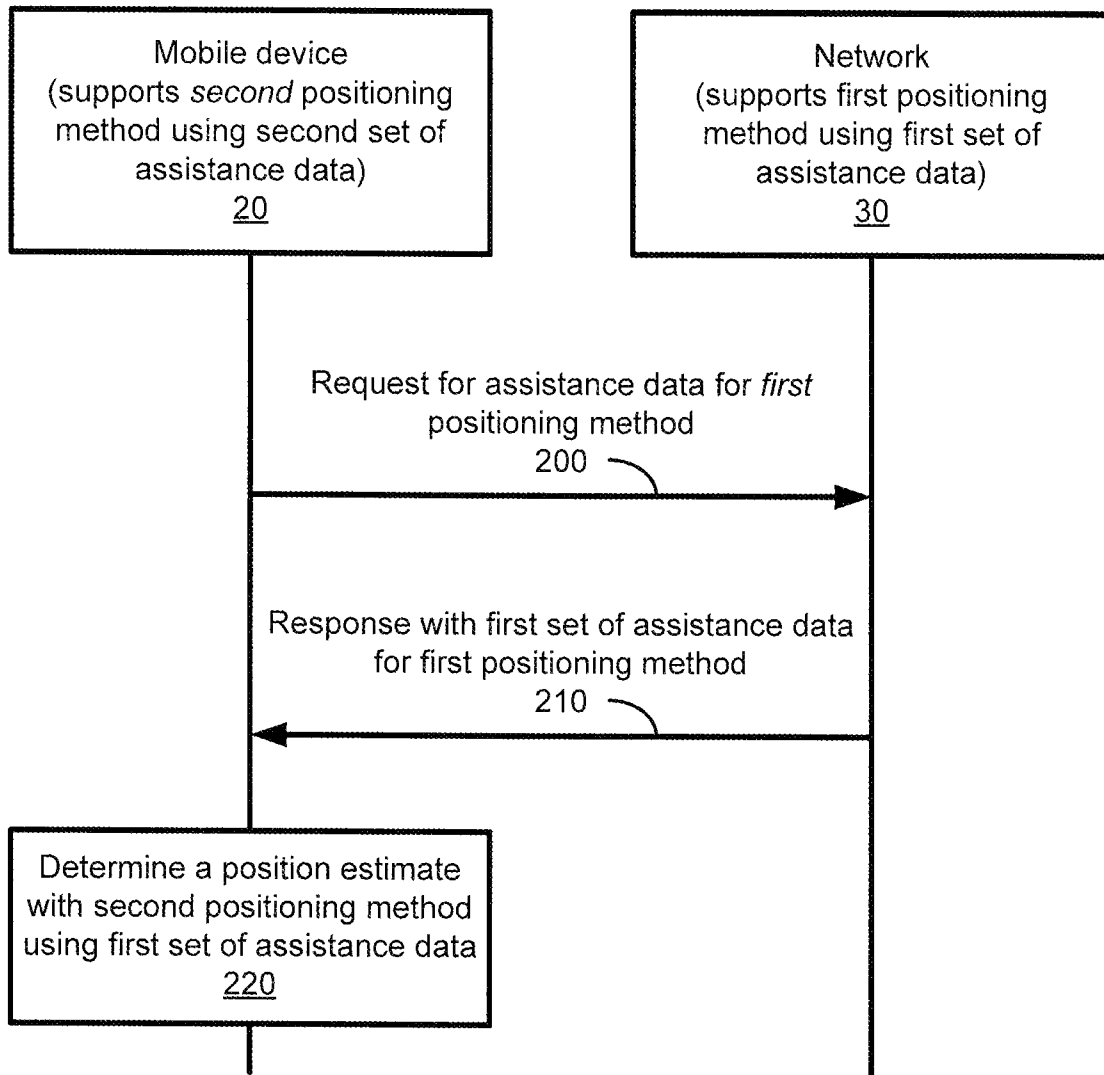 Mobile device
(supports second positioning
method using second set of
assistance data)
20
Network
(supports first positioning
method using first set of
assistance data)
30
Request for assistance data for first
positioning method
200
Response with first set of assistance data
for first positioning method
210
Determine a position estimate
with second positioning method
using first set of assistance data
220